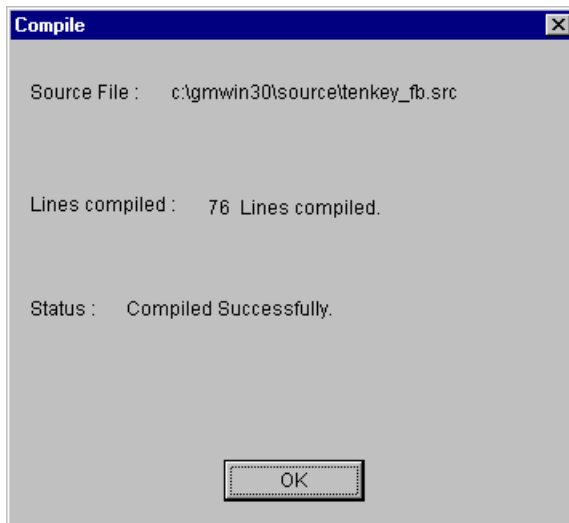 Compile
Source File : c:\gmwin30\source\tenkey_fb.src
Lines compiled : 76 Lines compiled.
Status : Compiled Successfully.
OK